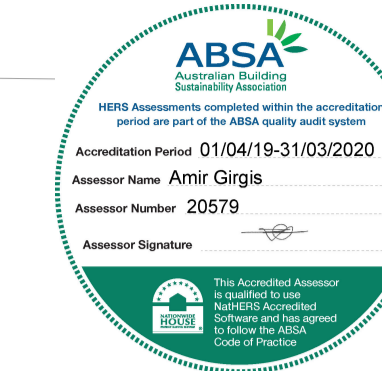 ABSA
Australian Building
Sustainability Association
HERS Assessments completed within the accreditation
period are part of the ABSA quality audit system
Accreditation Period 01/04/19-31/03/2020
Assessor Name Amir Girgis
Assessor Number 20579
Assessor Signature
This Accredited Assessor
is qualified to use
NatHERS Accredited
Software and has agreed
to follow the ABSA
Code of Practice
NATIONWIDE
HOUSE